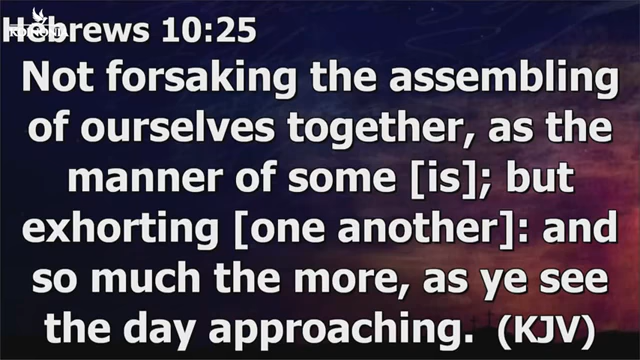 Hebrews 10:25
Not forsaking the assembling
of ourselves together, as the
manner of some [is]; but
exhorting [one another]: and
so much the more, as ye see
the day approaching. (KJV)